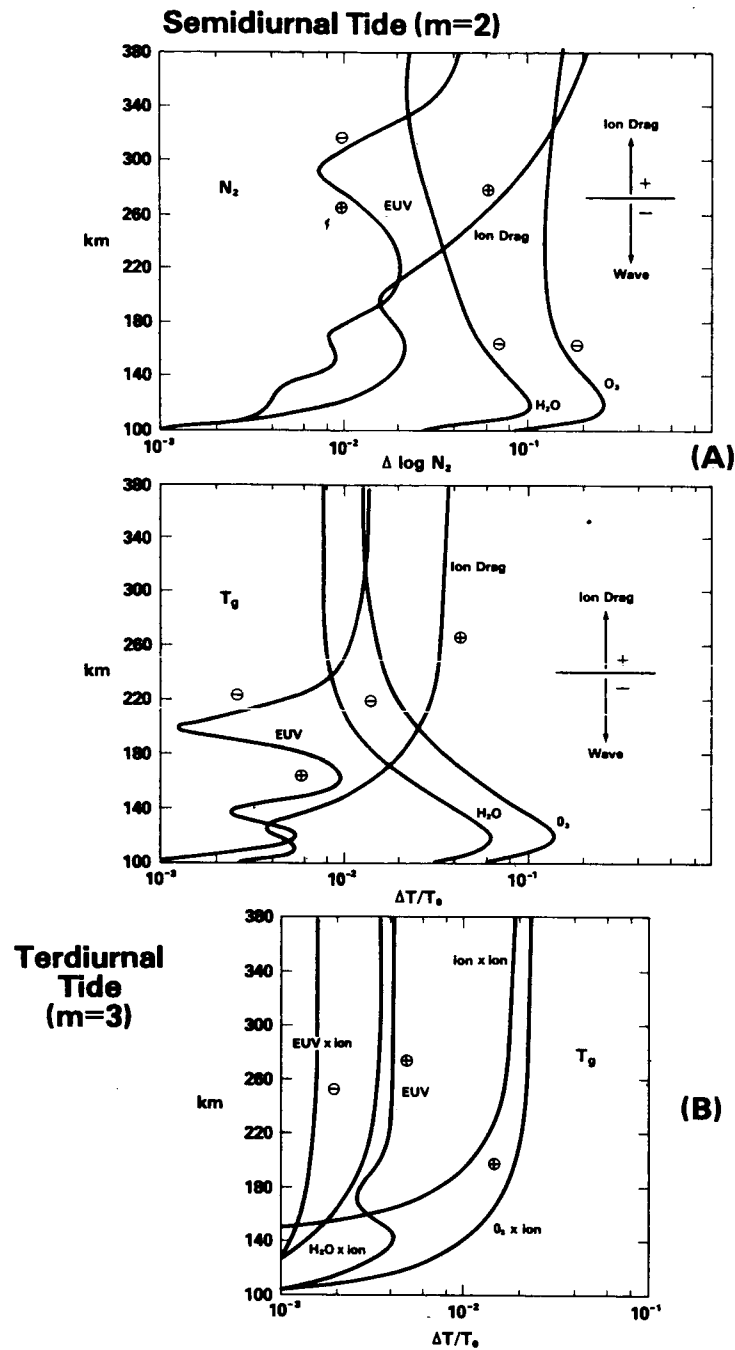 Semidiurnal Tide (m=2)
380
340
300
260
220
180
140
100
km
N₂
⊖
⊕
EUV
⊕
Ion Drag
⊖
⊖
H₂O
O₃
Ion Drag
+
−
Wave
10⁻³
10⁻²
10⁻¹
Δ log N₂
(A)
380
340
300
260
220
180
140
100
km
T₉
⊖
EUV
⊕
⊖
Ion Drag
⊕
H₂O
O₃
Ion Drag
+
−
Wave
10⁻³
10⁻²
10⁻¹
ΔT/T₀
Terdiurnal
Tide
(m=3)
380
340
300
260
220
180
140
100
km
ion x ion
EUV x ion
⊖
⊕
EUV
T₉
⊕
H₂O x ion
O₃ x ion
(B)
10⁻³
10⁻²
10⁻¹
ΔT/T₀